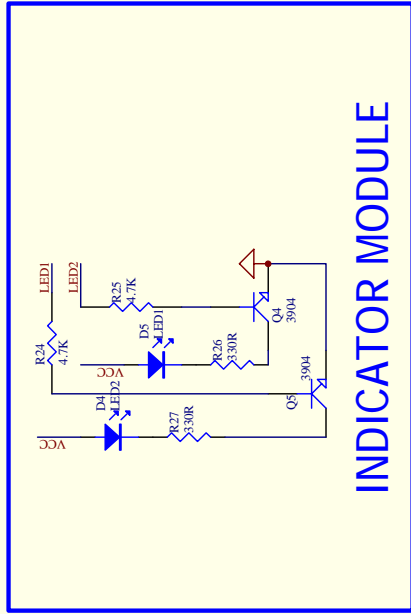 LED1
LED2
R24
4.7K
R25
4.7K
VCC
D5
LED1
R26
330R
Q4
3904
VCC
D4
LED2
R27
330R
Q5
3904
INDICATOR MODULE